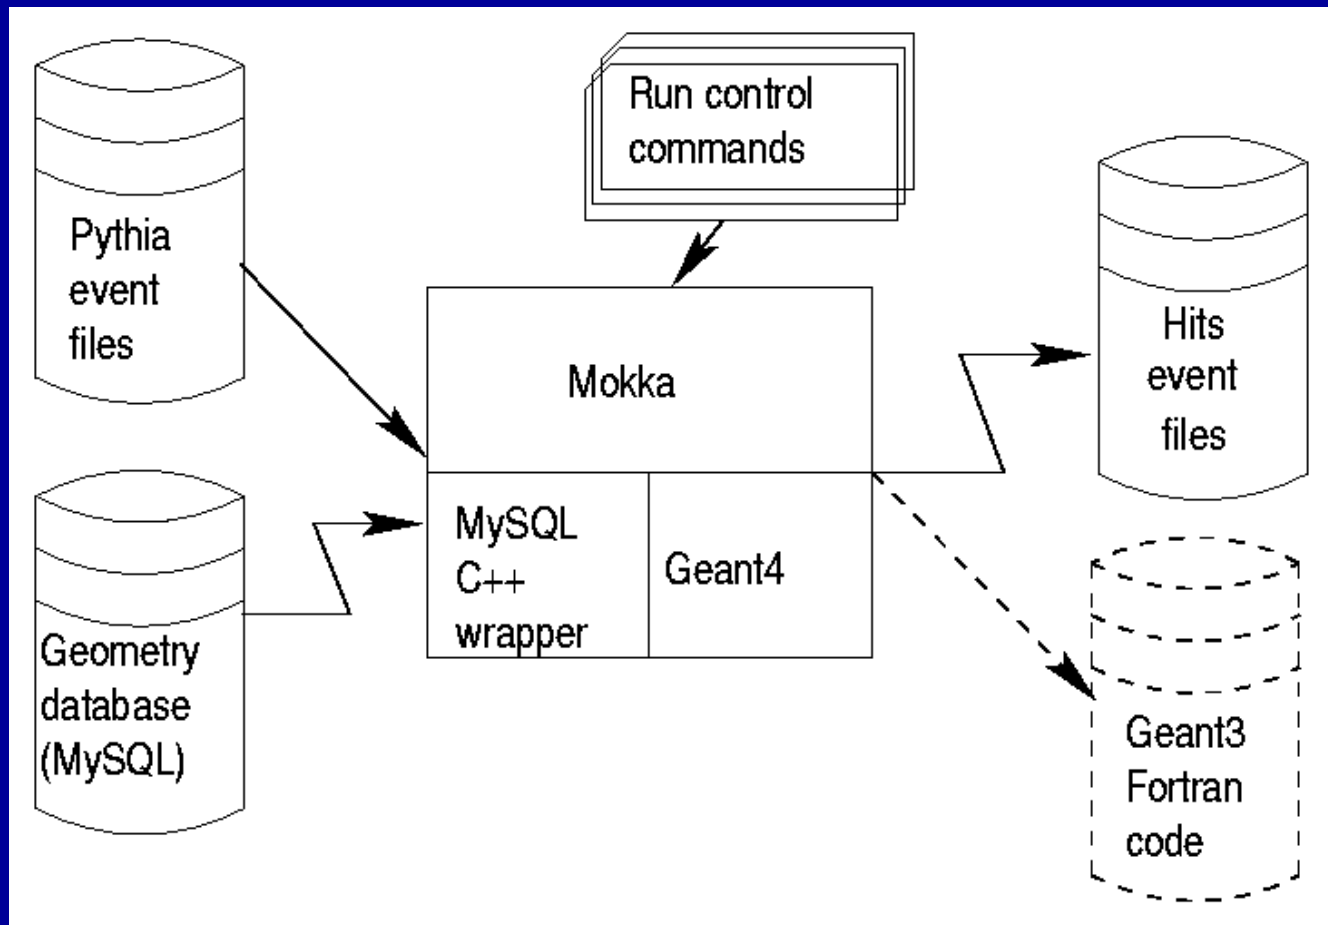 Run control
commands
Pythia
event
files
Hits
event
files
Mokka
MySQL
C++
wrapper
Geant4
Geometry
database
(MySQL)
Geant3
Fortran
code